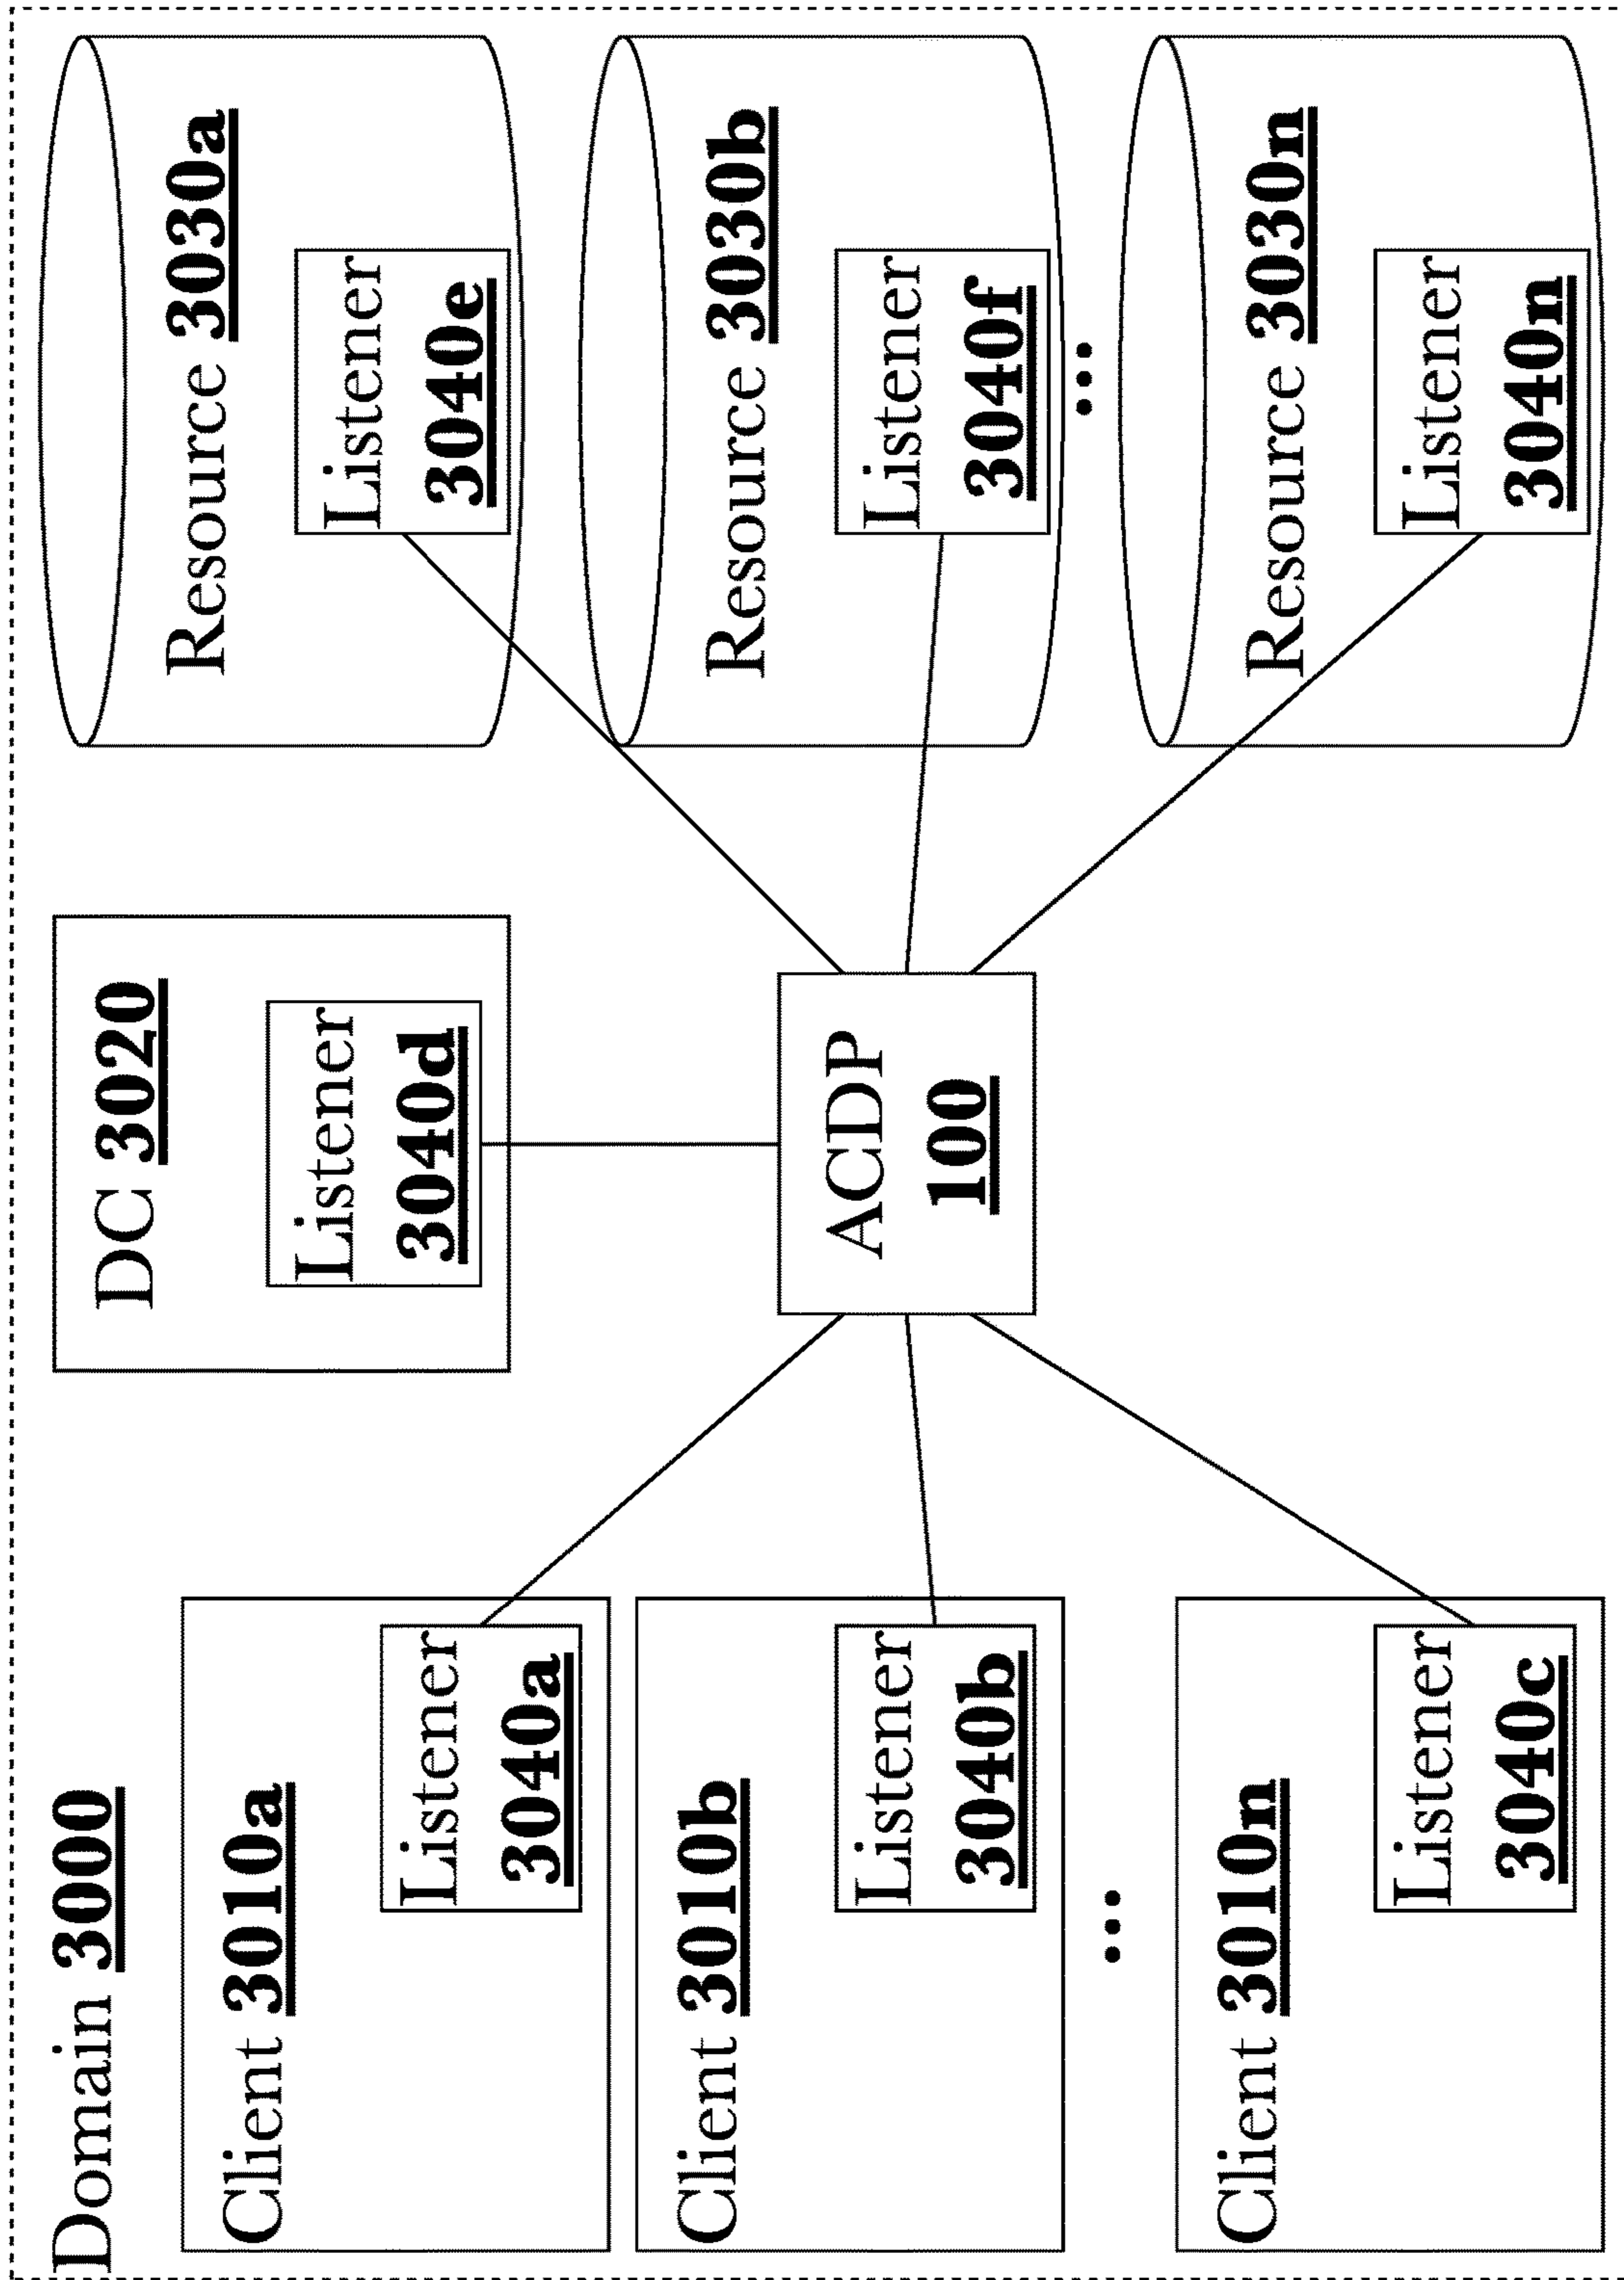 Domain 3000
Client 3010a
Listener
3040a
Client 3010b
Listener
3040b
...
Client 3010n
Listener
3040c
DC 3020
Listener
3040d
ACDP
100
Resource 3030a
Listener
3040e
Resource 3030b
Listener
3040f
...
Resource 3030n
Listener
3040n